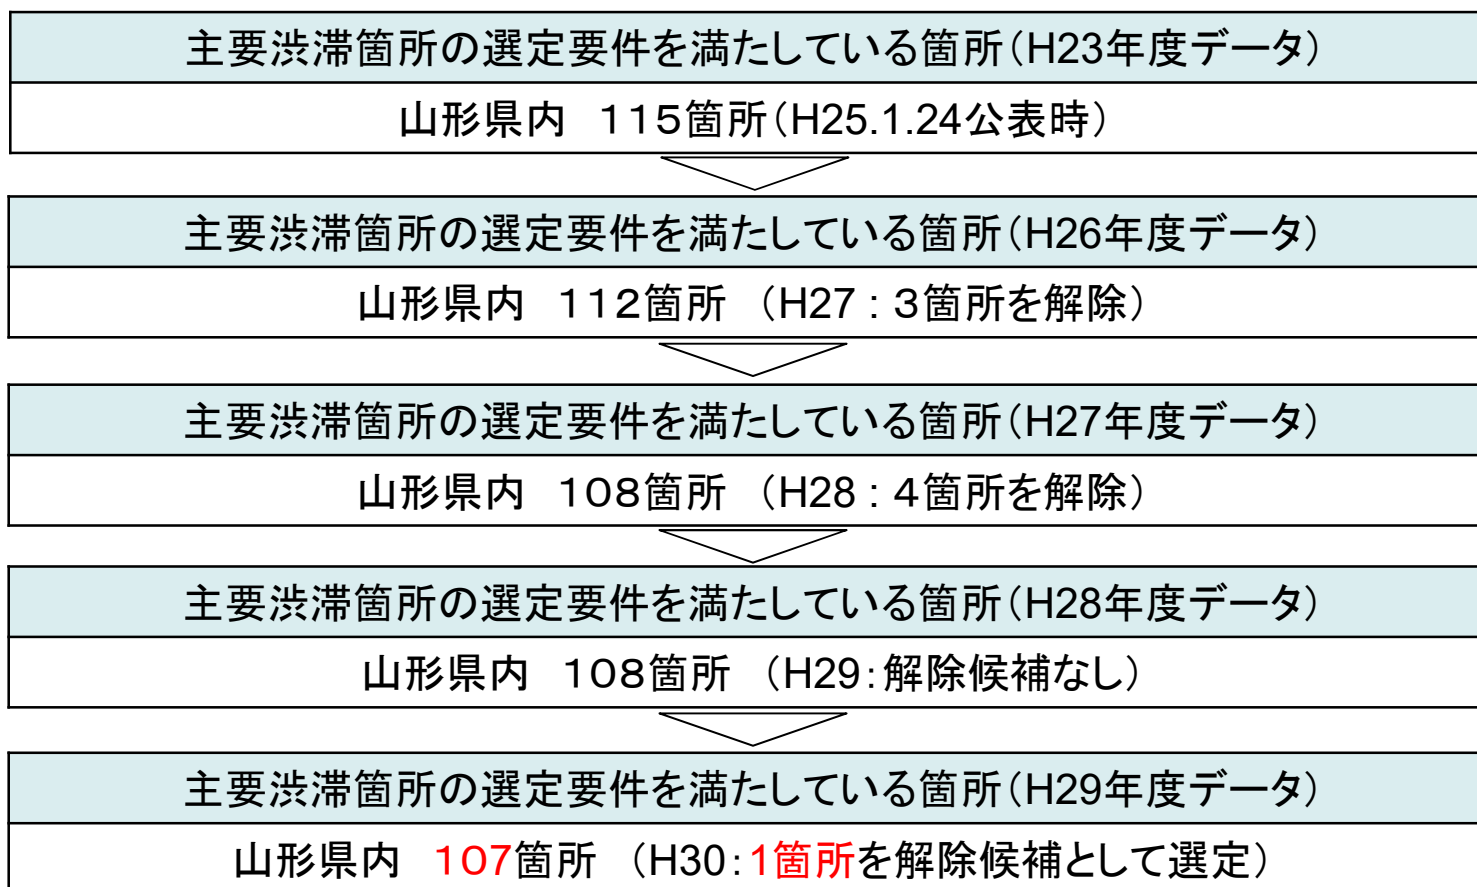 主要渋滞箇所の選定要件を満たしている箇所(H23年度データ)
山形県内 115箇所(H25.1.24公表時)
主要渋滞箇所の選定要件を満たしている箇所(H26年度データ)
山形県内 112箇所 (H27:3箇所を解除)
主要渋滞箇所の選定要件を満たしている箇所(H27年度データ)
山形県内 108箇所 (H28:4箇所を解除)
主要渋滞箇所の選定要件を満たしている箇所(H28年度データ)
山形県内 108箇所 (H29:解除候補なし)
主要渋滞箇所の選定要件を満たしている箇所(H29年度データ)
山形県内 107箇所 (H30:1箇所を解除候補として選定)